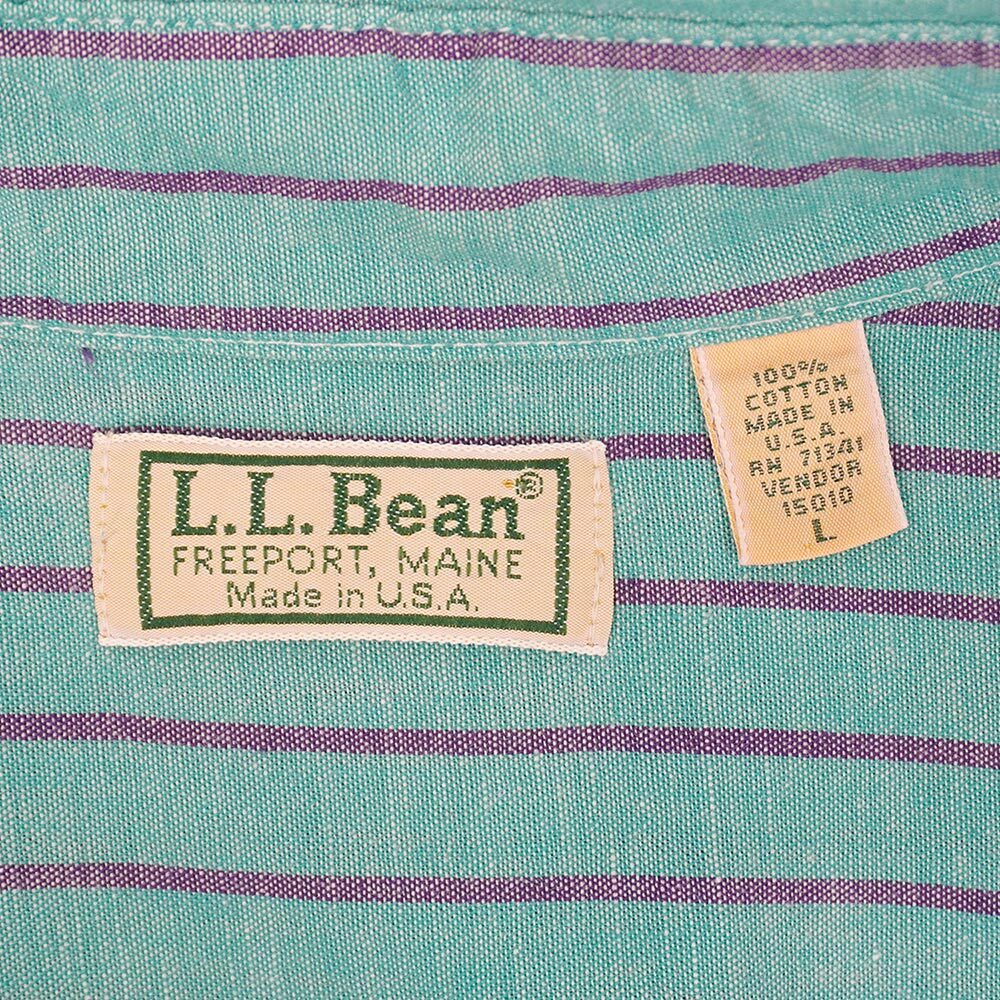 L.L.Bean®
FREEPORT, MAINE
Made in U.S.A.
100%
COTTON
MADE IN
U.S.A.
RN 71341
VENDOR
15010
L